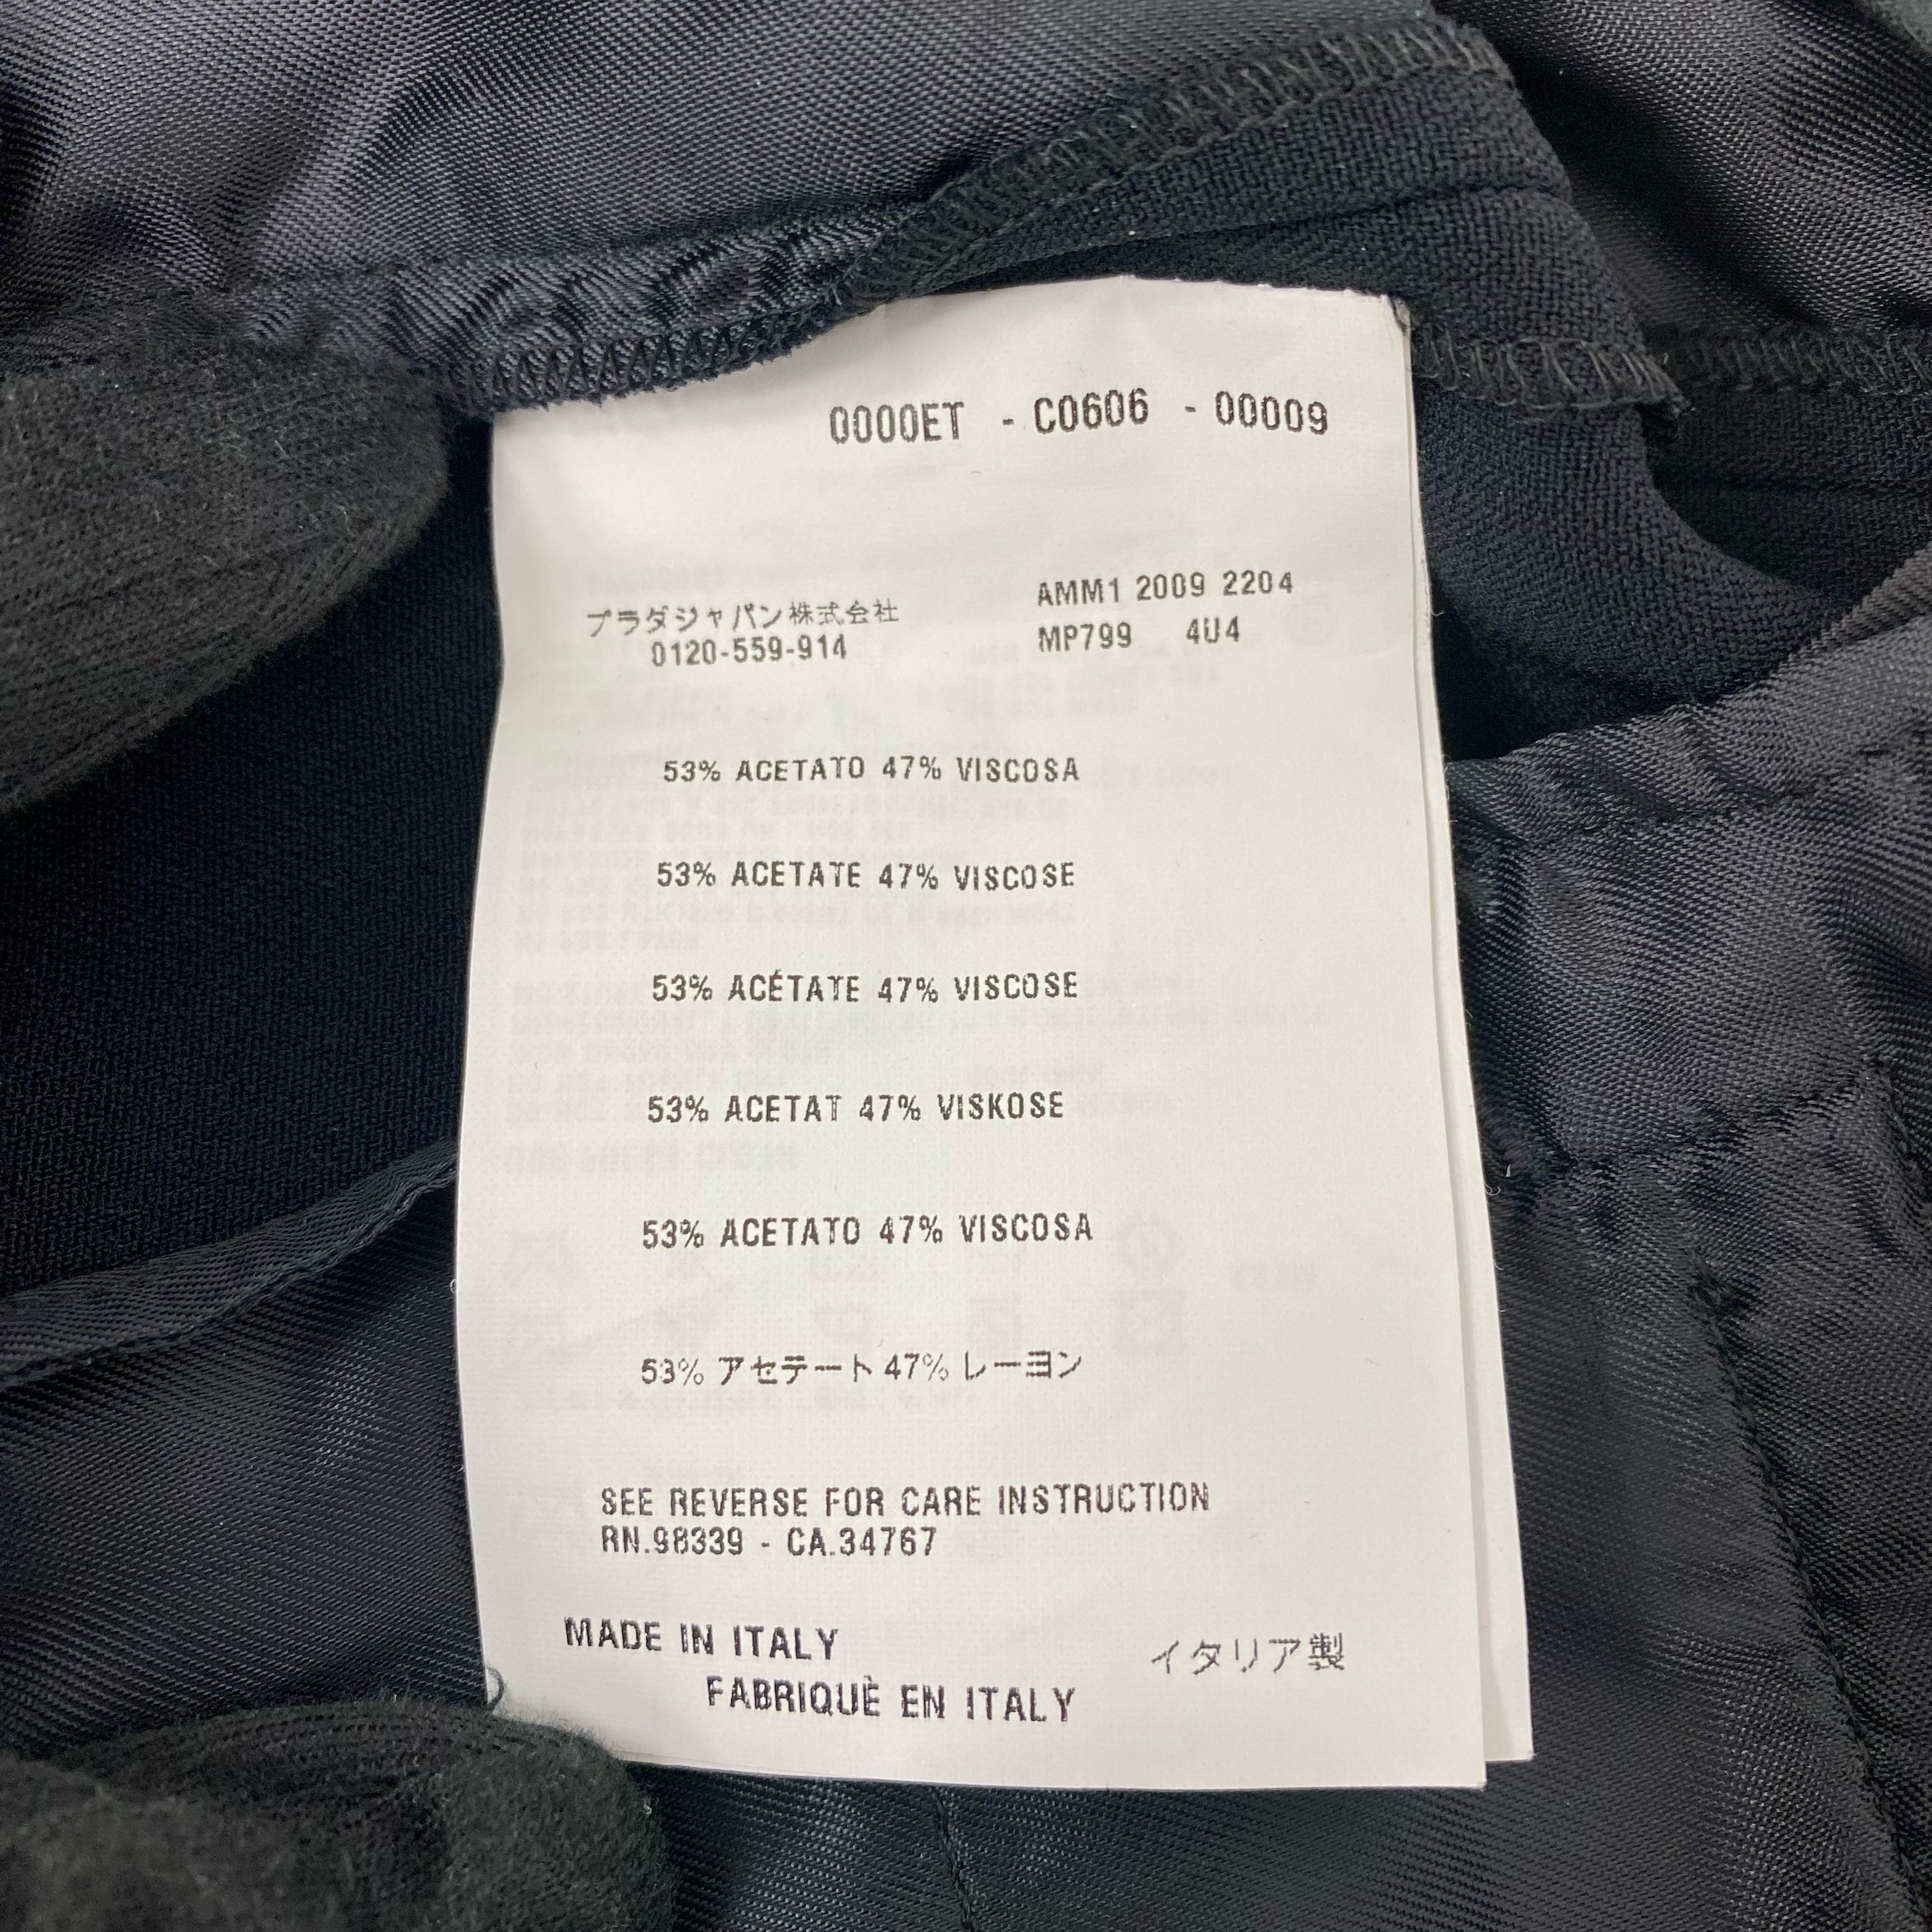 0000ET - C0606 - 00009
プラダジャパン株式会社
0120-559-914
AMM1 2009 2204
MP799 4U4
53% ACETATO 47% VISCOSA
53% ACETATE 47% VISCOSE
53% ACÉTATE 47% VISCOSE
53% ACETAT 47% VISKOSE
53% ACETATO 47% VISCOSA
53% アセテート 47% レーヨン
SEE REVERSE FOR CARE INSTRUCTION
RN.98339 - CA.34767
MADE IN ITALY
FABRIQUÈ EN ITALY
イタリア製